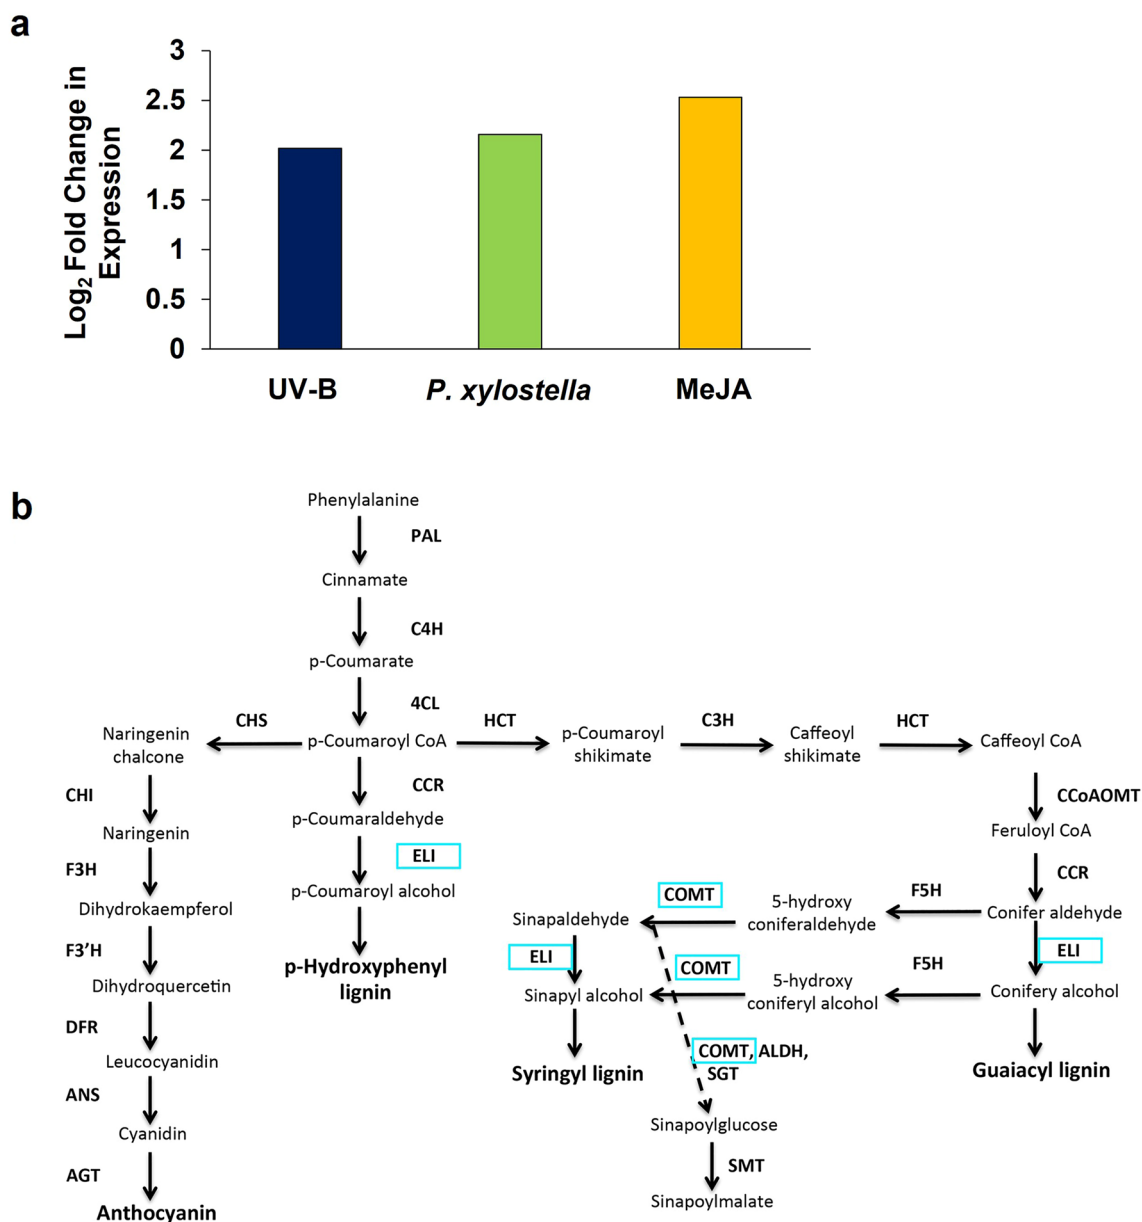 a
Log2 Fold Change in
Expression
3
2.5
2
1.5
1
0.5
0
UV-B
P. xylostella
MeJA
b
Phenylalanine
PAL
Cinnamate
C4H
p-Coumarate
4CL
Naringenin
chalcone
CHS
p-Coumaroyl CoA
HCT
p-Coumaroyl
shikimate
C3H
Caffeoyl
shikimate
HCT
Caffeoyl CoA
CHI
CCR
CCoAOMT
Naringenin
p-Coumaraldehyde
Feruloyl CoA
F3H
ELI
CCR
Dihydrokaempferol
p-Coumaroyl alcohol
Sinapaldehyde
COMT
5-hydroxy
coniferaldehyde
F5H
Conifer aldehyde
F3’H
ELI
COMT
F5H
ELI
Dihydroquercetin
p-Hydroxyphenyl
lignin
Sinapyl alcohol
5-hydroxy
coniferyl alcohol
Conifery alcohol
DFR
Leucocyanidin
Syringyl lignin
COMT, ALDH,
SGT
Guaiacyl lignin
ANS
Cyanidin
Sinapoylglucose
AGT
SMT
Anthocyanin
Sinapoylmalate